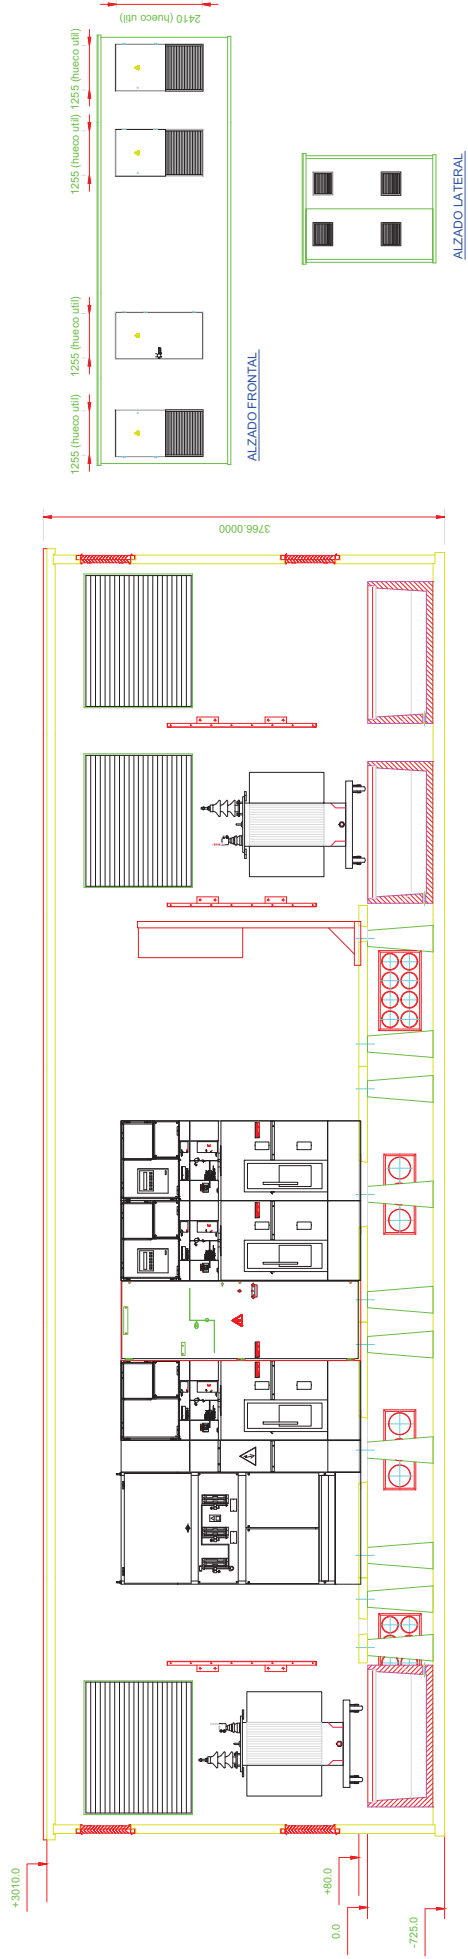 2410 (hueco util)
1255 (hueco util)
1255 (hueco util)
1255 (hueco util)
1255 (hueco util)
ALZADO FRONTAL
ALZADO LATERAL
3766.0000
+3010.0
+80.0
0.0
-725.0